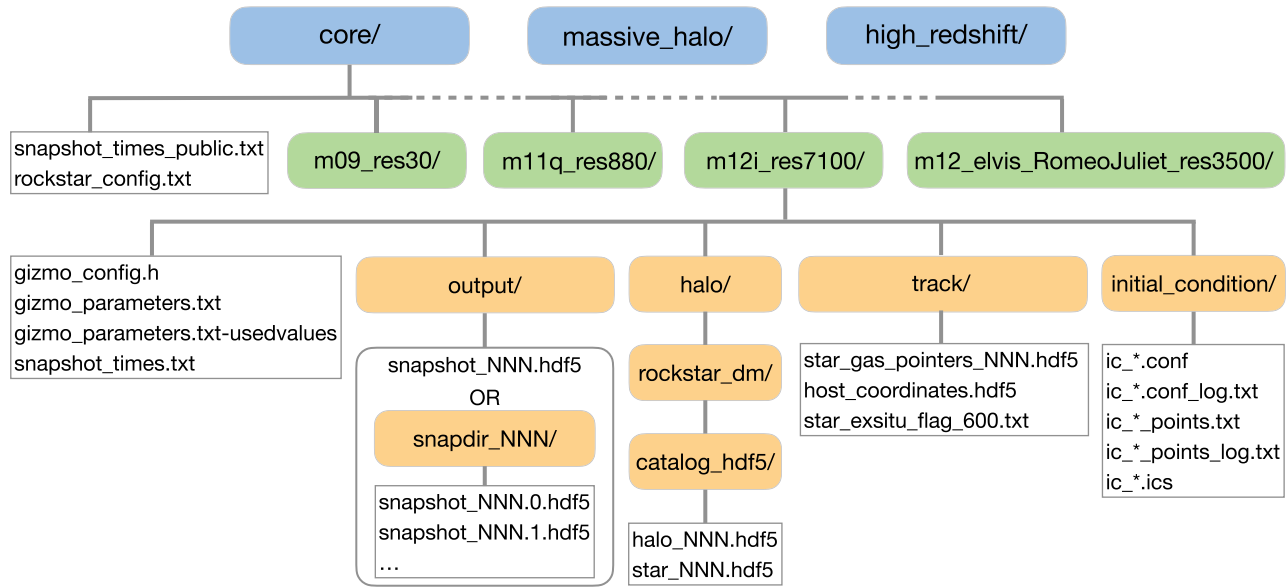 core/
massive_halo/
high_redshift/
snapshot_times_public.txt
rockstar_config.txt
m09_res30/
m11q_res880/
m12i_res7100/
m12_elvis_RomeoJuliet_res3500/
gizmo_config.h
gizmo_parameters.txt
gizmo_parameters.txt-usedvalues
snapshot_times.txt
output/
snapshot_NNN.hdf5
OR
snapdir_NNN/
snapshot_NNN.0.hdf5
snapshot_NNN.1.hdf5
...
halo/
rockstar_dm/
catalog_hdf5/
halo_NNN.hdf5
star_NNN.hdf5
track/
star_gas_pointers_NNN.hdf5
host_coordinates.hdf5
star_exsitu_flag_600.txt
initial_condition/
ic_*.conf
ic_*.conf_log.txt
ic_*_points.txt
ic_*_points_log.txt
ic_*.ics